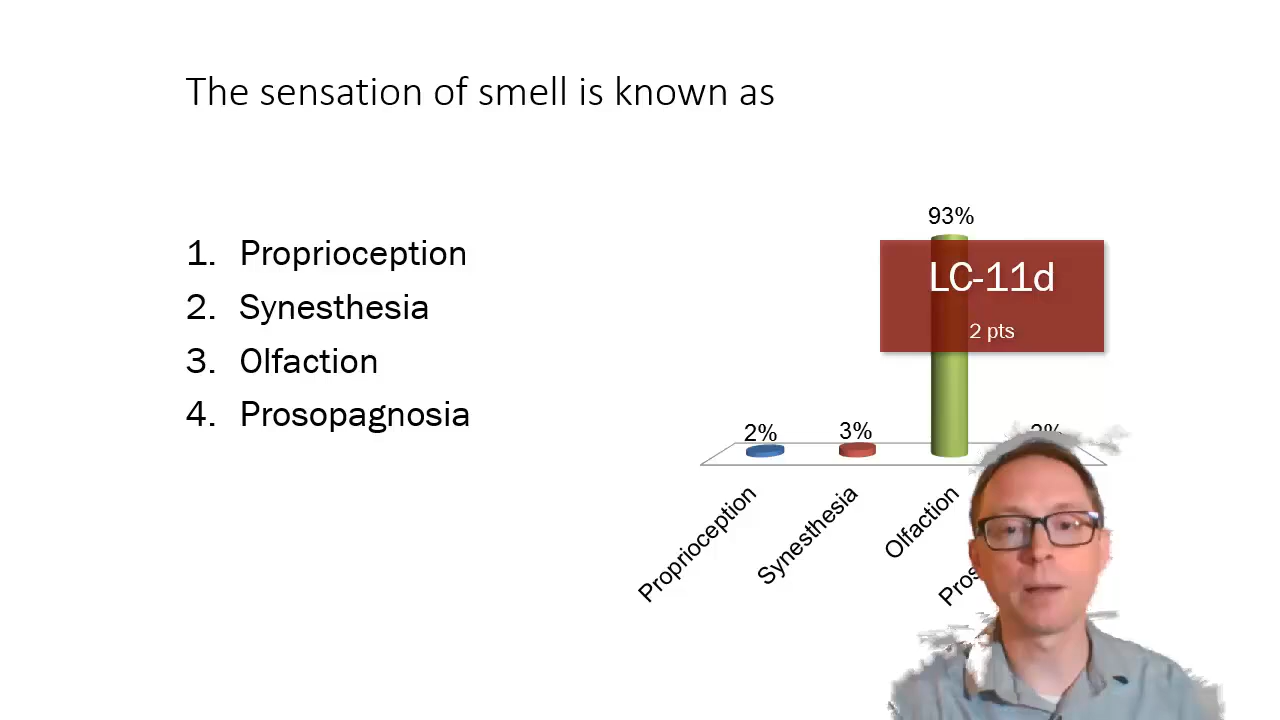 The sensation of smell is known as
1. Proprioception
2. Synesthesia
3. Olfaction
4. Prosopagnosia
93%
LC-11d
2 pts
2%
3%
Proprioception
Synesthesia
Olfaction